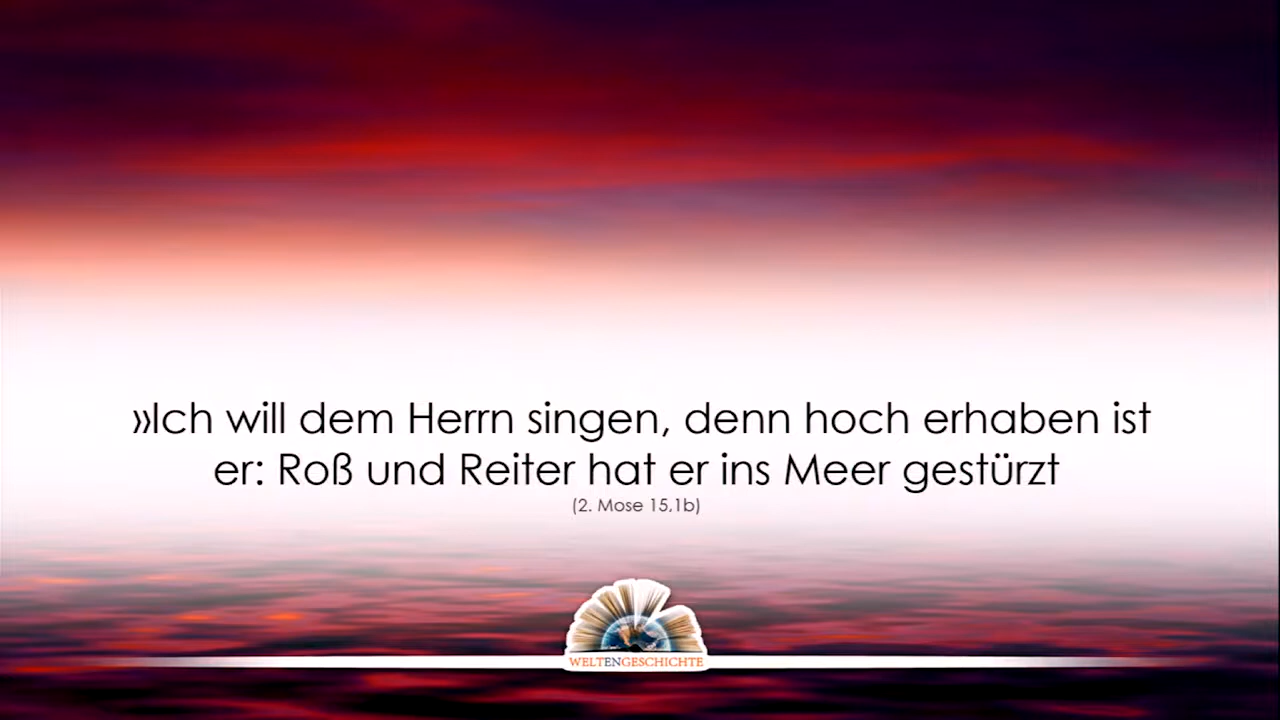 »Ich will dem Herrn singen, denn hoch erhaben ist
er: Roß und Reiter hat er ins Meer gestürzt
(2. Mose 15,1b)
WELTENGESCHICHTE